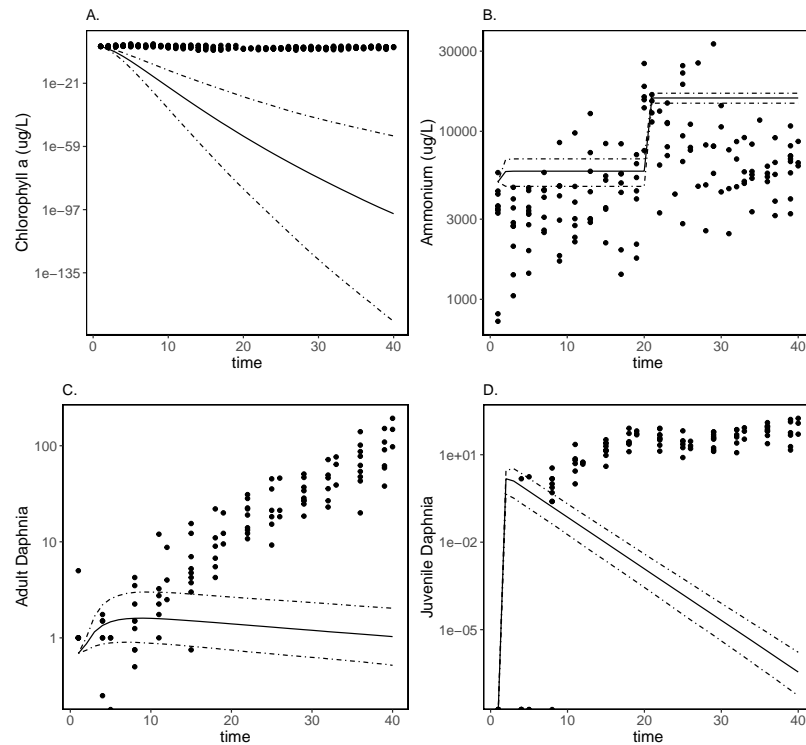 A.
Chlorophyll a (ug/L)
1e−21
1e−59
1e−97
1e−135
0 10 20 30 40
time
B.
Ammonium (ug/L)
30000
10000
3000
1000
0 10 20 30 40
time
C.
Adult Daphnia
100
10
1
0 10 20 30 40
time
D.
Juvenile Daphnia
1e+01
1e−02
1e−05
0 10 20 30 40
time